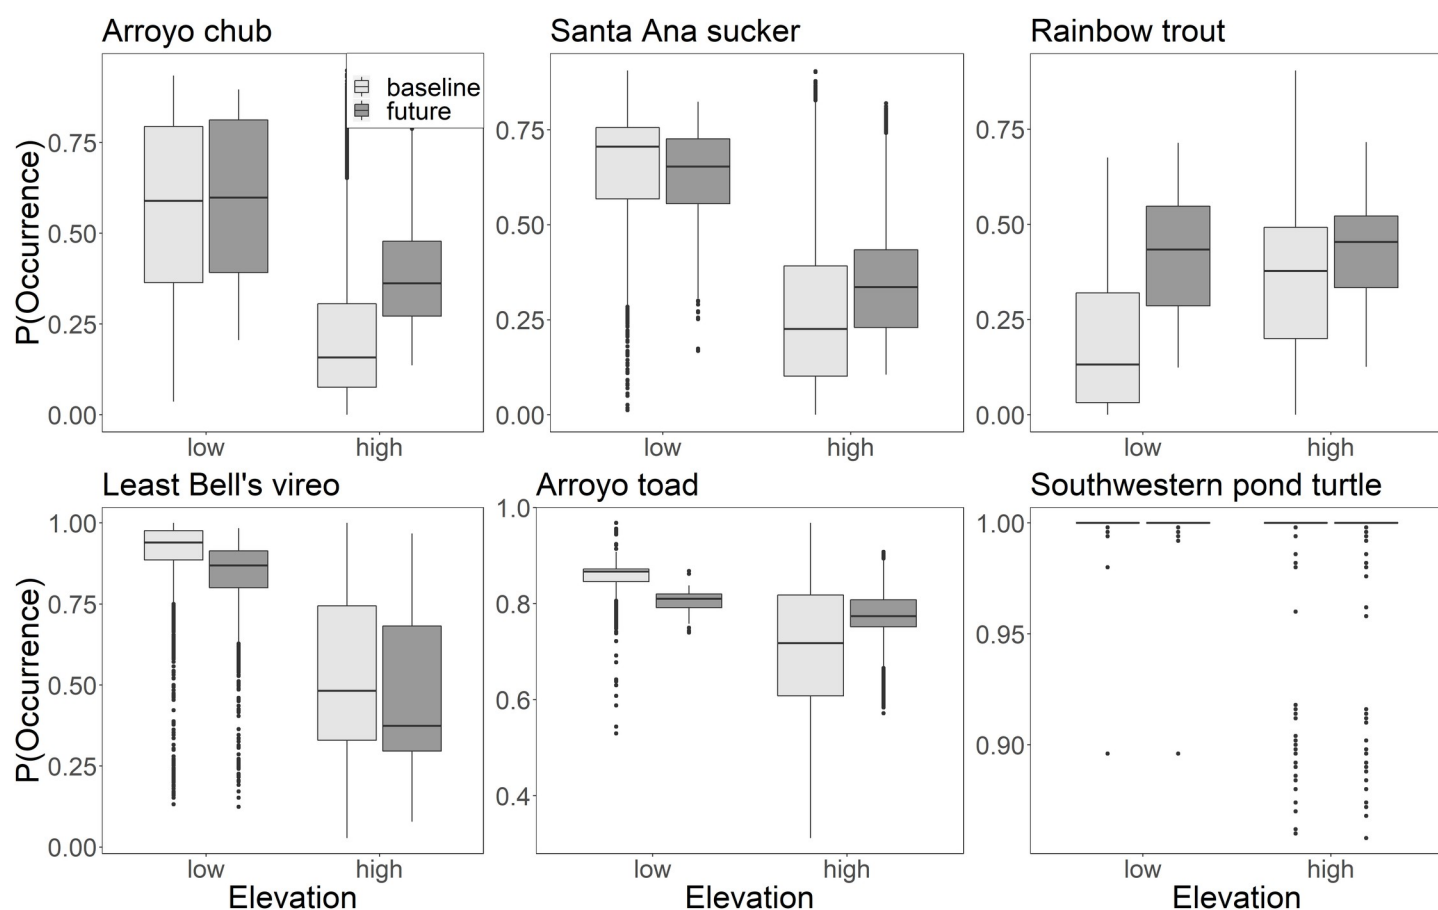 Arroyo chub
Santa Ana sucker
Rainbow trout
P(Occurrence)
0.75
0.50
0.25
0.00
baseline
future
low
high
0.75
0.50
0.25
0.00
low
high
0.75
0.50
0.25
0.00
low
high
Least Bell's vireo
Arroyo toad
Southwestern pond turtle
P(Occurrence)
1.00
0.75
0.50
0.25
0.00
low
high
Elevation
1.0
0.8
0.6
0.4
low
high
Elevation
1.00
0.95
0.90
low
high
Elevation